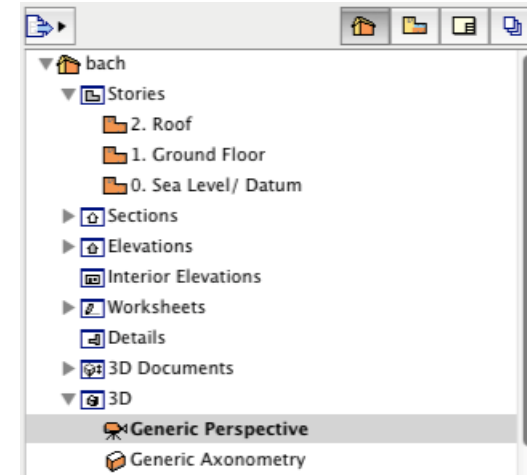 bach
Stories
2. Roof
1. Ground Floor
0. Sea Level/ Datum
Sections
Elevations
Interior Elevations
Worksheets
Details
3D Documents
3D
Generic Perspective
Generic Axonometry